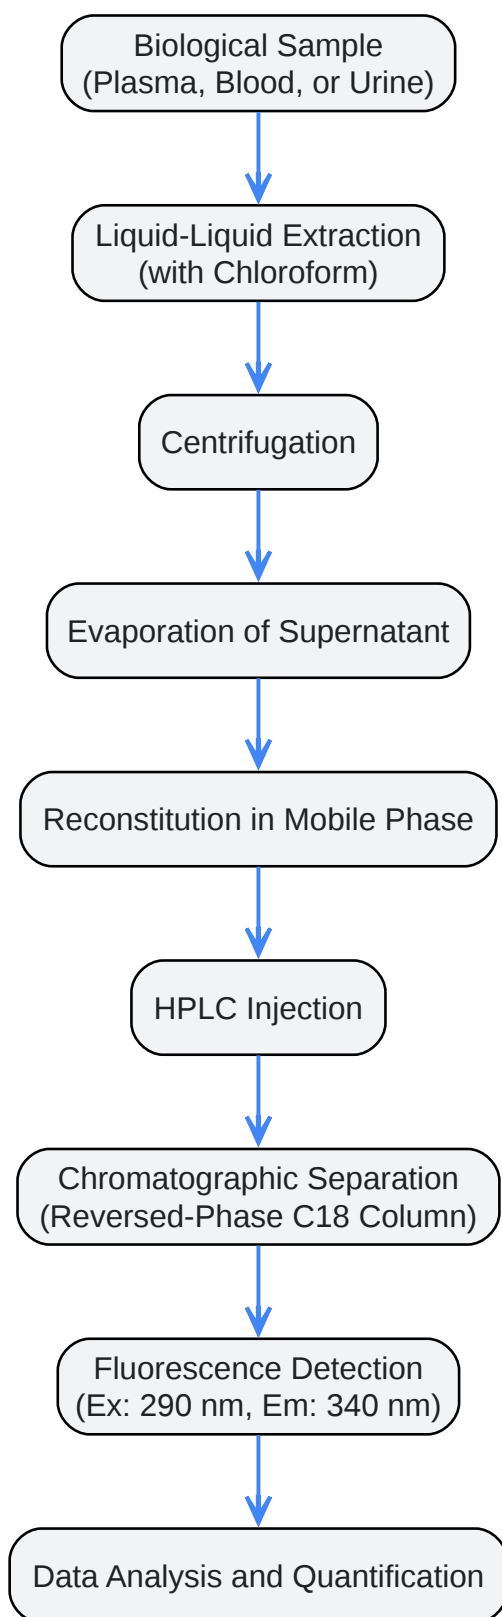 Biological Sample
(Plasma, Blood, or Urine)
Liquid-Liquid Extraction
(with Chloroform)
Centrifugation
Evaporation of Supernatant
Reconstitution in Mobile Phase
HPLC Injection
Chromatographic Separation
(Reversed-Phase C18 Column)
Fluorescence Detection
(Ex: 290 nm, Em: 340 nm)
Data Analysis and Quantification